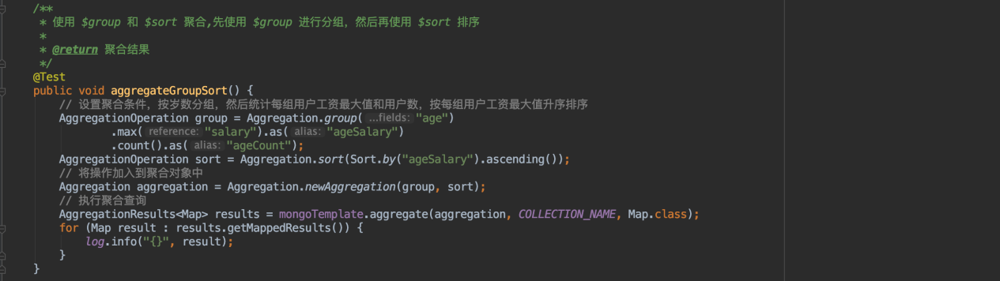 /**
 * 使用 $group 和 $sort 聚合,先使用 $group 进行分组，然后再使用 $sort 排序
 *
 * @return 聚合结果
 */
@Test
public void aggregateGroupSort() {
    // 设置聚合条件，按岁数分组，然后统计每组用户工资最大值和用户数，按每组用户工资最大值升序排序
    AggregationOperation group = Aggregation.group( ...fields: "age")
            .max( reference: "salary").as( alias: "ageSalary")
            .count().as( alias: "ageCount");
    AggregationOperation sort = Aggregation.sort(Sort.by("ageSalary").ascending());
    // 将操作加入到聚合对象中
    Aggregation aggregation = Aggregation.newAggregation(group, sort);
    // 执行聚合查询
    AggregationResults<Map> results = mongoTemplate.aggregate(aggregation, COLLECTION_NAME, Map.class);
    for (Map result : results.getMappedResults()) {
        log.info("{}", result);
    }
}